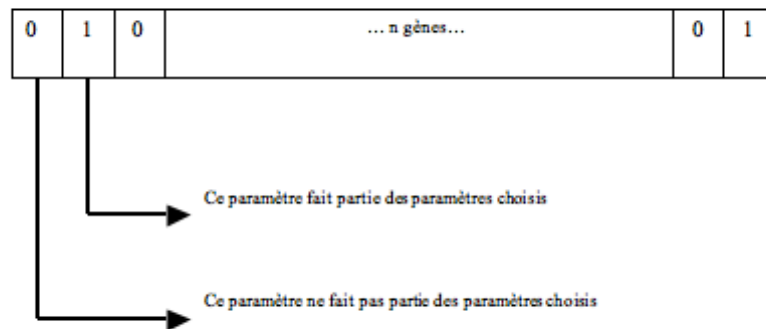 0 1 0 ... n gènes... 0 1
Ce paramètre fait partie des paramètres choisis
Ce paramètre ne fait pas partie des paramètres choisis